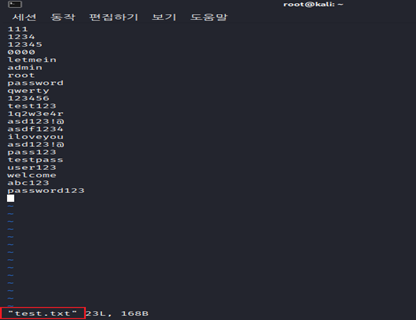 root@kali: ~
세션 동작 편집하기 보기 도움말
111
1234
12345
0000
letmein
admin
root
password
qwerty
123456
test123
1q2w3e4r
asd123!@
asdf1234
iloveyou
asd123!@
pass123
testpass
user123
welcome
abc123
password123
~
~
~
~
~
~
~
~
~
~
~
~
~
"test.txt" 23L, 168B